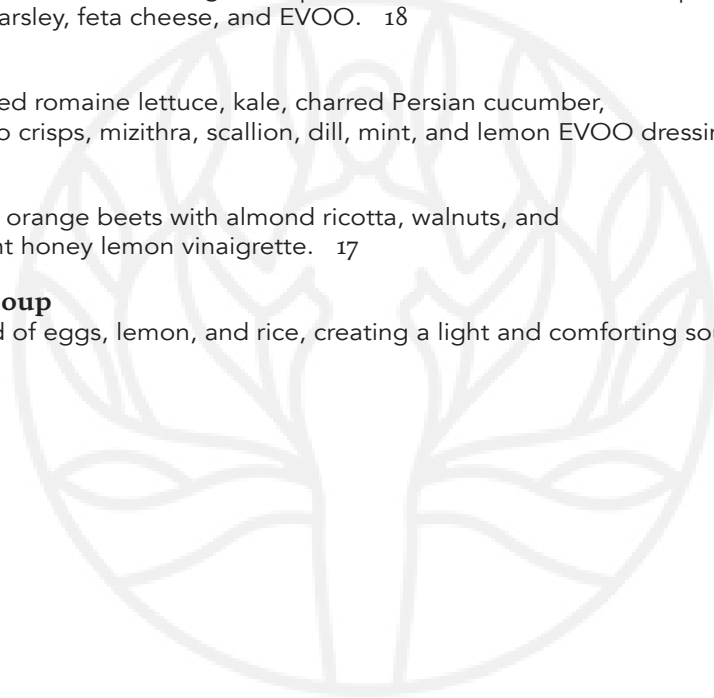 arsley, feta cheese, and EVOO. 18
ed romaine lettuce, kale, charred Persian cucumber,
o crisps, mizithra, scallion, dill, mint, and lemon EVOO dressin
orange beets with almond ricotta, walnuts, and
nt honey lemon vinaigrette. 17
oup
d of eggs, lemon, and rice, creating a light and comforting so